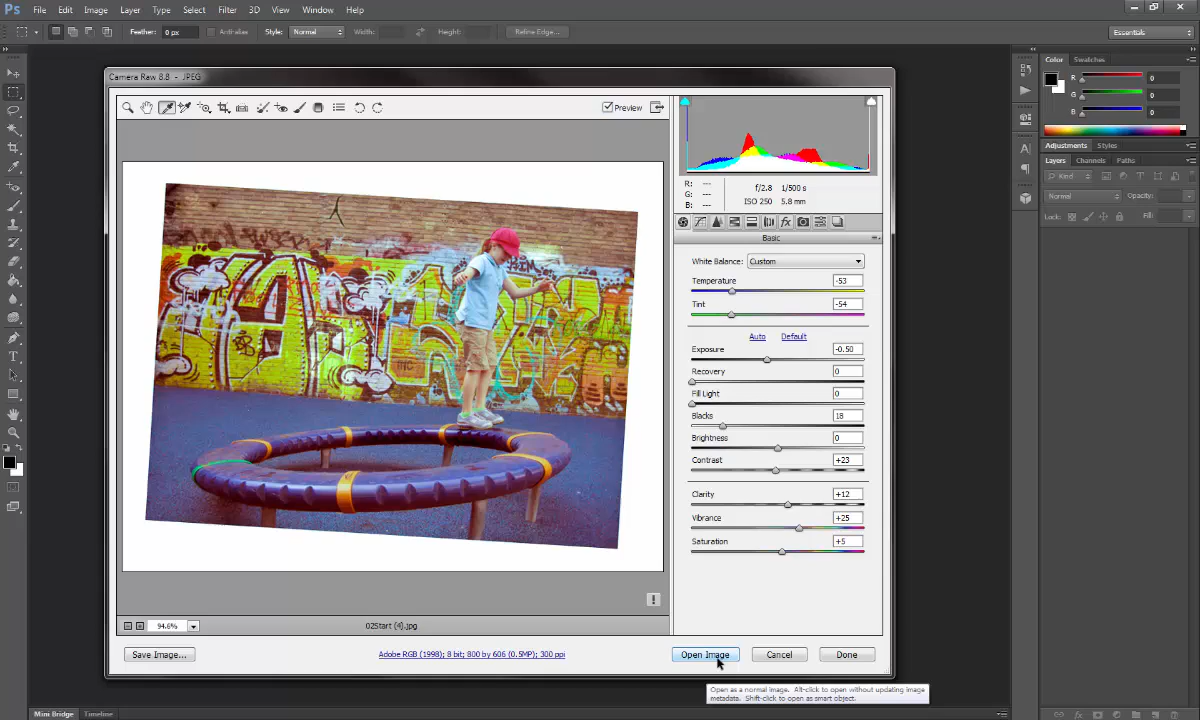 Ps File Edit Image Layer Type Select Filter 3D View Window Help
Feather: 0 px Anti-alias Style: Normal Width: Height: Refine Edge... Essentials
Camera Raw 8.8 - JPEG
Preview
R: ---
G: ---
B: ---
f/2.8 1/500 s
ISO 250 5.8 mm
Basic
White Balance: Custom
Temperature -53
Tint -54
Auto Default
Exposure -0.50
Recovery 0
Fill Light 0
Blacks 18
Brightness 0
Contrast +23
Clarity +12
Vibrance +25
Saturation +5
94.6% 02Start (4).jpg
Save Image... Adobe RGB (1998); 8 bit; 800 by 606 (0.5MP); 300 ppi Open Image Cancel Done
Open as a normal image. Alt-click to open without updating image
metadata. Shift-click to open as smart object.
Color Swatches
R 0
G 0
B 0
Adjustments Styles
Layers Channels Paths
Kind
Normal Opacity:
Lock: Fill:
Mini Bridge Timeline